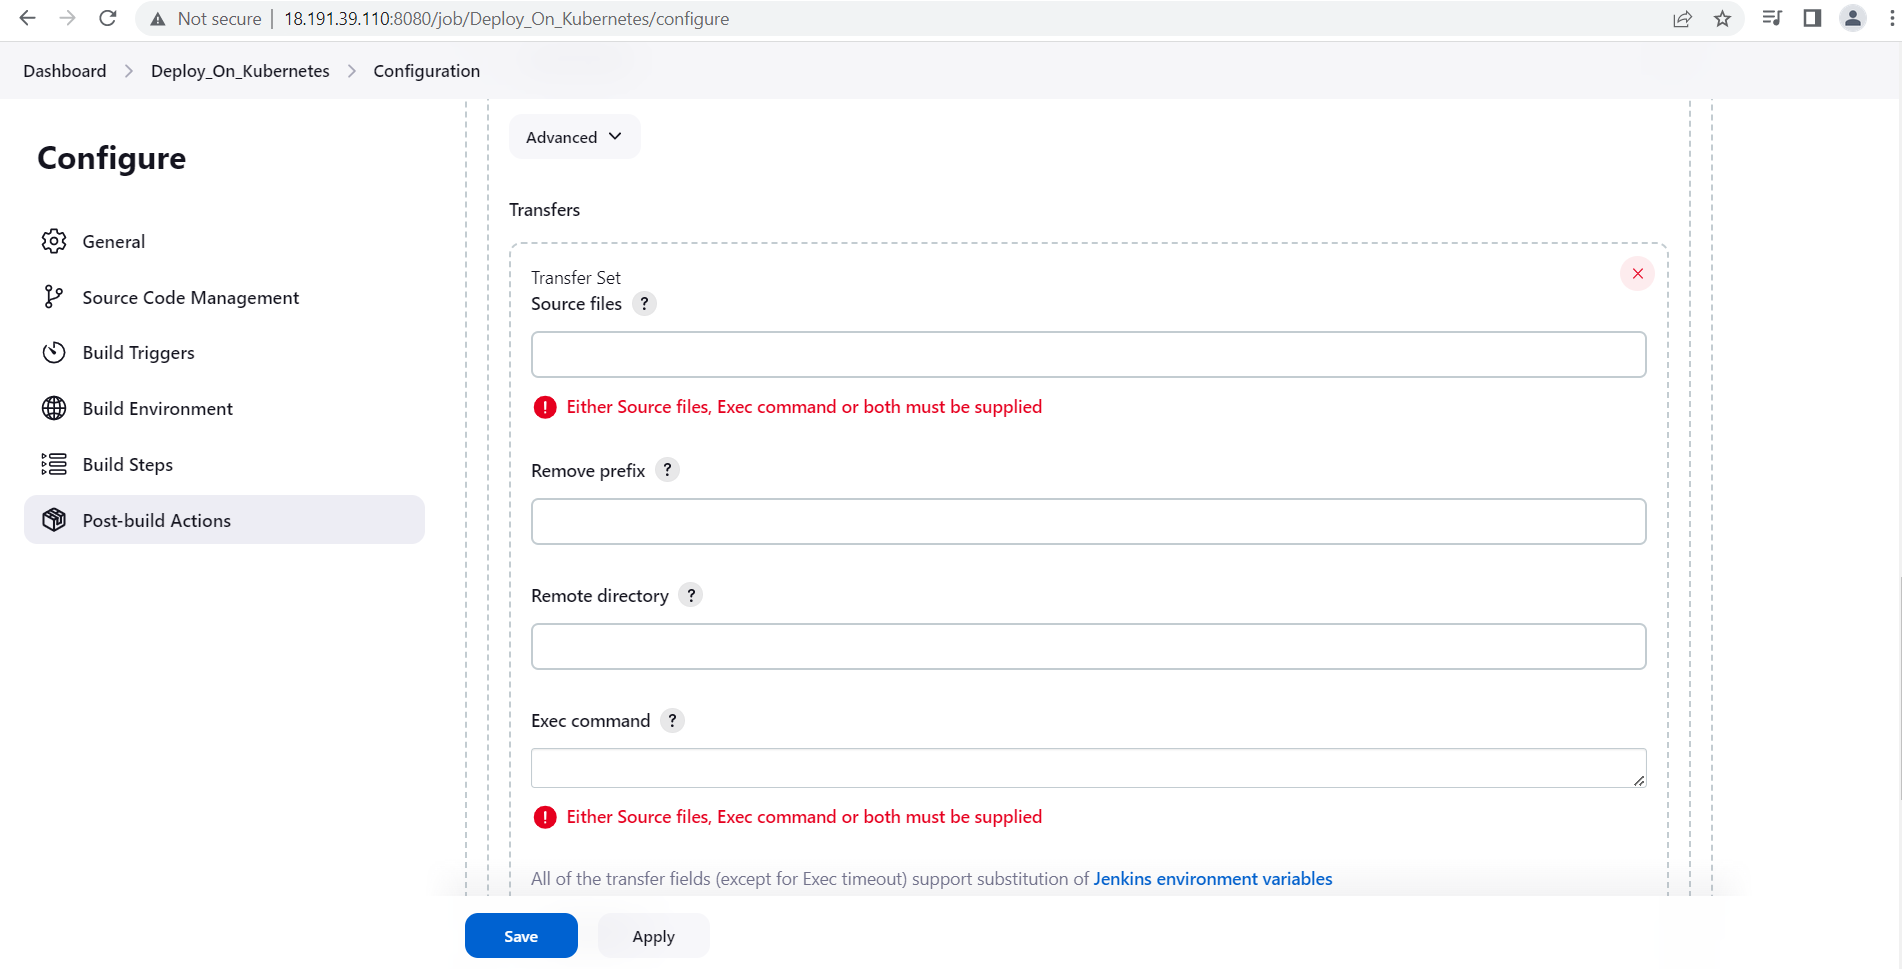 Not secure | 18.191.39.110:8080/job/Deploy_On_Kubernetes/configure
Dashboard > Deploy_On_Kubernetes > Configuration
Configure
General
Source Code Management
Build Triggers
Build Environment
Build Steps
Post-build Actions
Advanced
Transfers
Transfer Set
Source files ?
Either Source files, Exec command or both must be supplied
Remove prefix ?
Remote directory ?
Exec command ?
Either Source files, Exec command or both must be supplied
All of the transfer fields (except for Exec timeout) support substitution of Jenkins environment variables
Save Apply